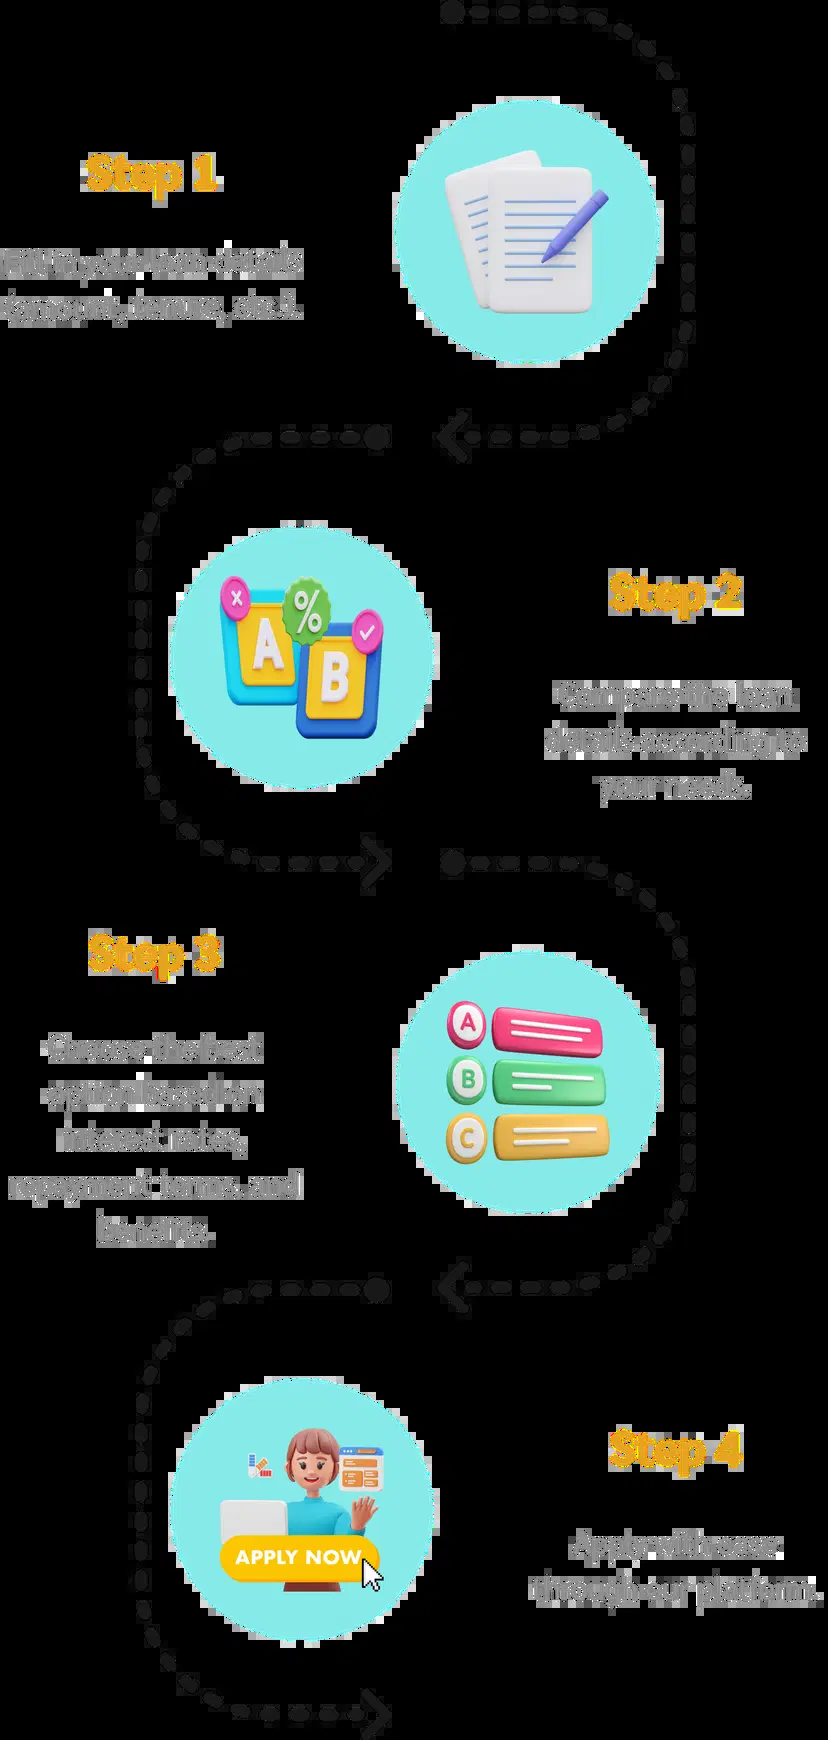 Step 1
Fill in your loan details
(amount, tenure, etc.).
A
%
B
Step 2
Compare the loan
details according to
your needs.
Step 3
Choose the best
option based on
interest rates,
repayment terms, and
benefits.
A
B
C
Step 4
Apply with ease
through our platform.
APPLY NOW